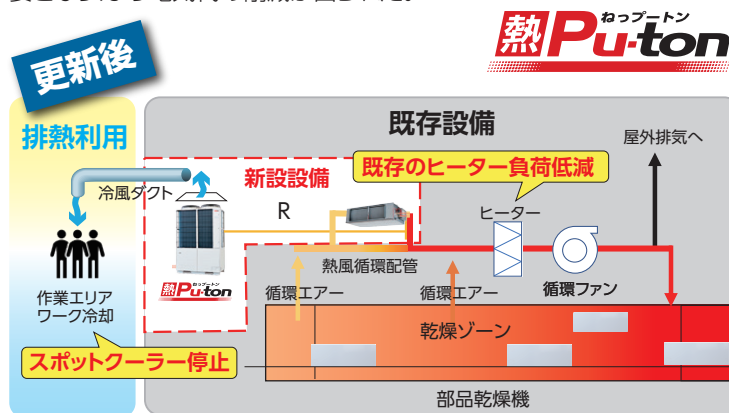 ねっプートン
熱Pu-ton
更新後
排熱利用
既存設備
屋外排気へ
新設設備
既存のヒーター負荷低減
冷風ダクト
R
ヒーター
熱風循環配管
ねっプートン
熱Pu-ton
作業エリア
ワーク冷却
循環エアー
循環エアー
循環ファン
スポットクーラー停止
乾燥ゾーン
部品乾燥機